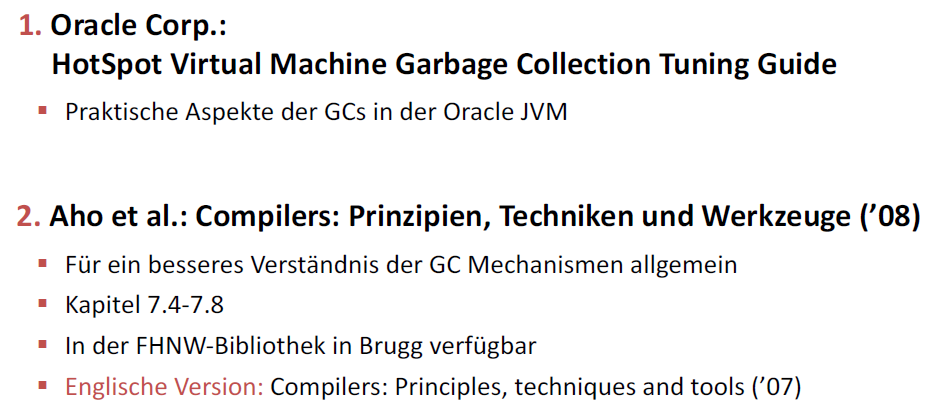 1. Oracle Corp.:
HotSpot Virtual Machine Garbage Collection Tuning Guide
▪ Praktische Aspekte der GCs in der Oracle JVM
2. Aho et al.: Compilers: Prinzipien, Techniken und Werkzeuge (’08)
▪ Für ein besseres Verständnis der GC Mechanismen allgemein
▪ Kapitel 7.4-7.8
▪ In der FHNW-Bibliothek in Brugg verfügbar
▪ Englische Version: Compilers: Principles, techniques and tools (’07)